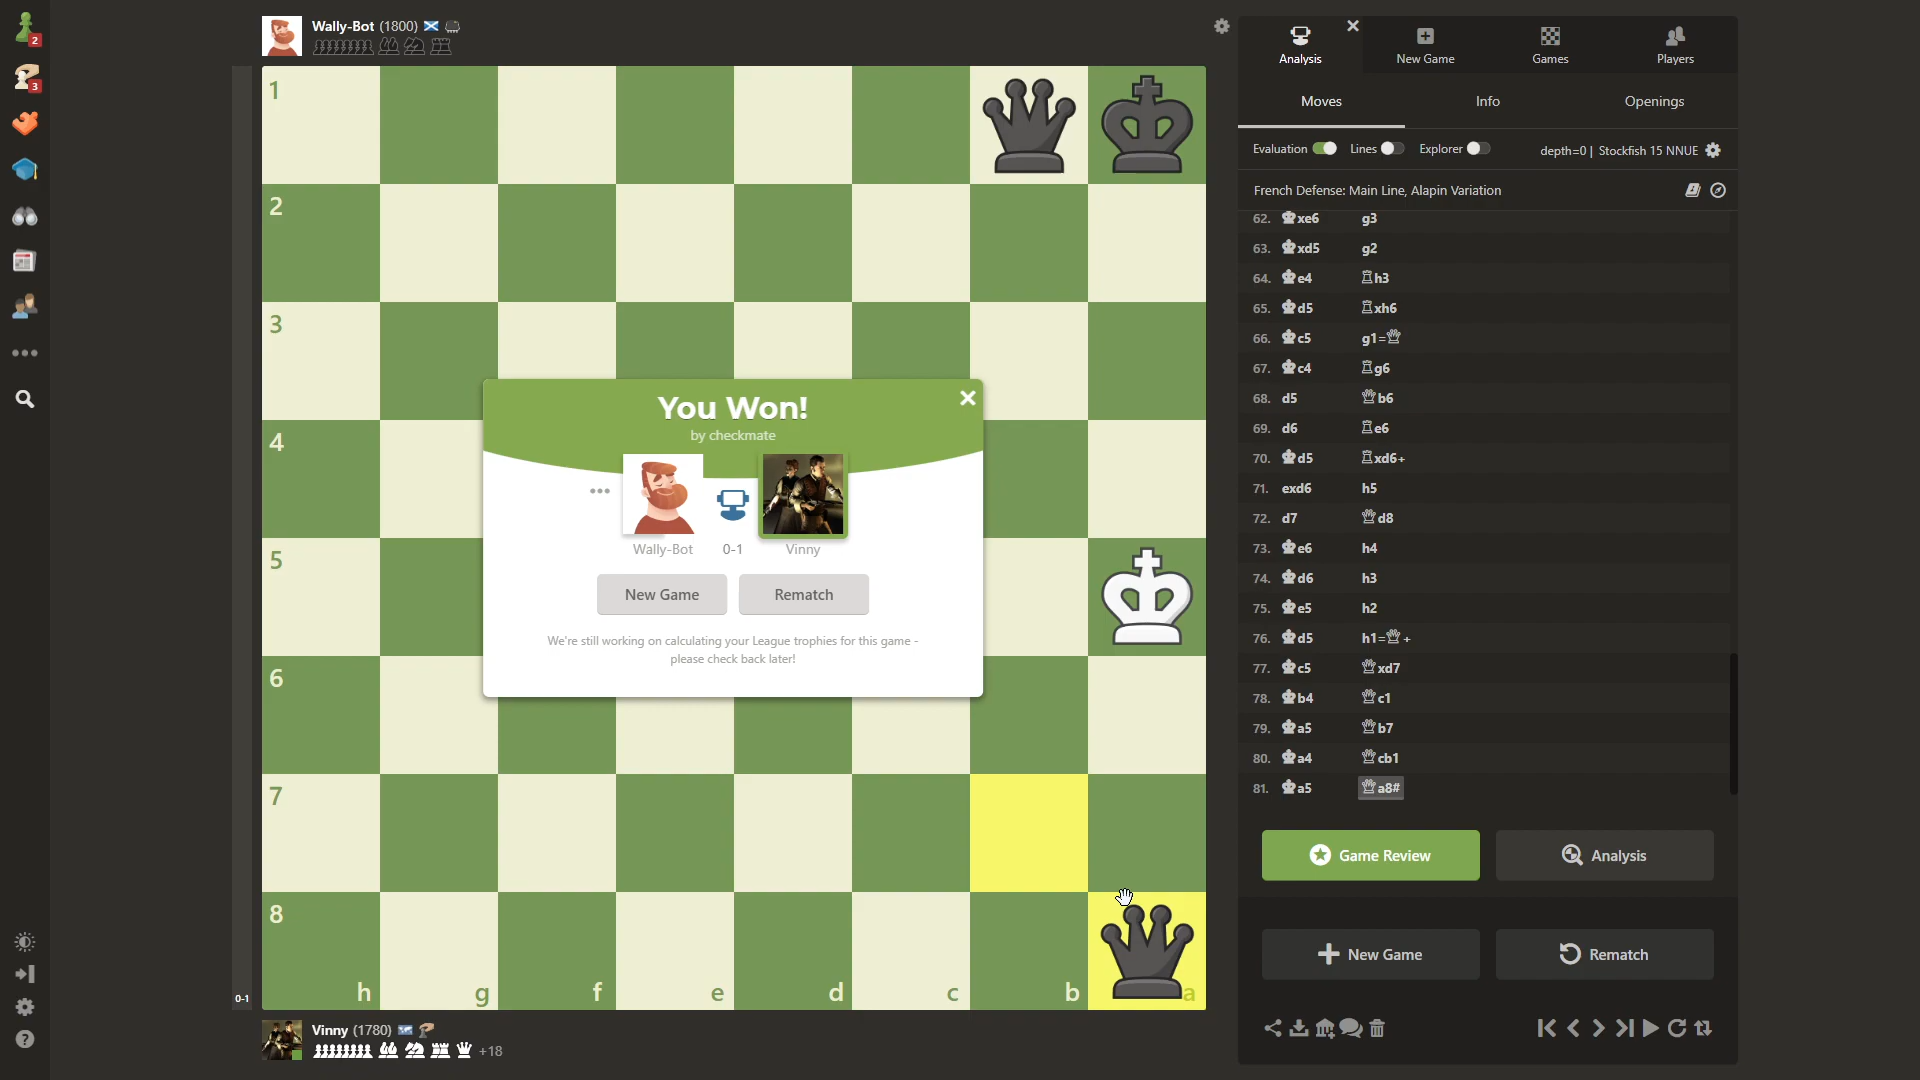 2
3
Wally-Bot (1800)
1
2
3
4
5
6
7
8
h g f e d c b a
0-1
You Won!
by checkmate
Wally-Bot 0-1 Vinny
New Game Rematch
We're still working on calculating your League trophies for this game -
please check back later!
Vinny (1780)
+18
Analysis New Game Games Players
Moves Info Openings
Evaluation Lines Explorer depth=0 | Stockfish 15 NNUE
French Defense: Main Line, Alapin Variation
62. ♚xe6 g3
63. ♚xd5 g2
64. ♚e4 ♖h3
65. ♚d5 ♖xh6
66. ♚c5 g1=♕
67. ♚c4 ♖g6
68. d5 ♕b6
69. d6 ♖e6
70. ♚d5 ♖xd6+
71. exd6 h5
72. d7 ♕d8
73. ♚e6 h4
74. ♚d6 h3
75. ♚e5 h2
76. ♚d5 h1=♕+
77. ♚c5 ♕xd7
78. ♚b4 ♕c1
79. ♚a5 ♕b7
80. ♚a4 ♕cb1
81. ♚a5 ♕a8#
Game Review Analysis
New Game Rematch